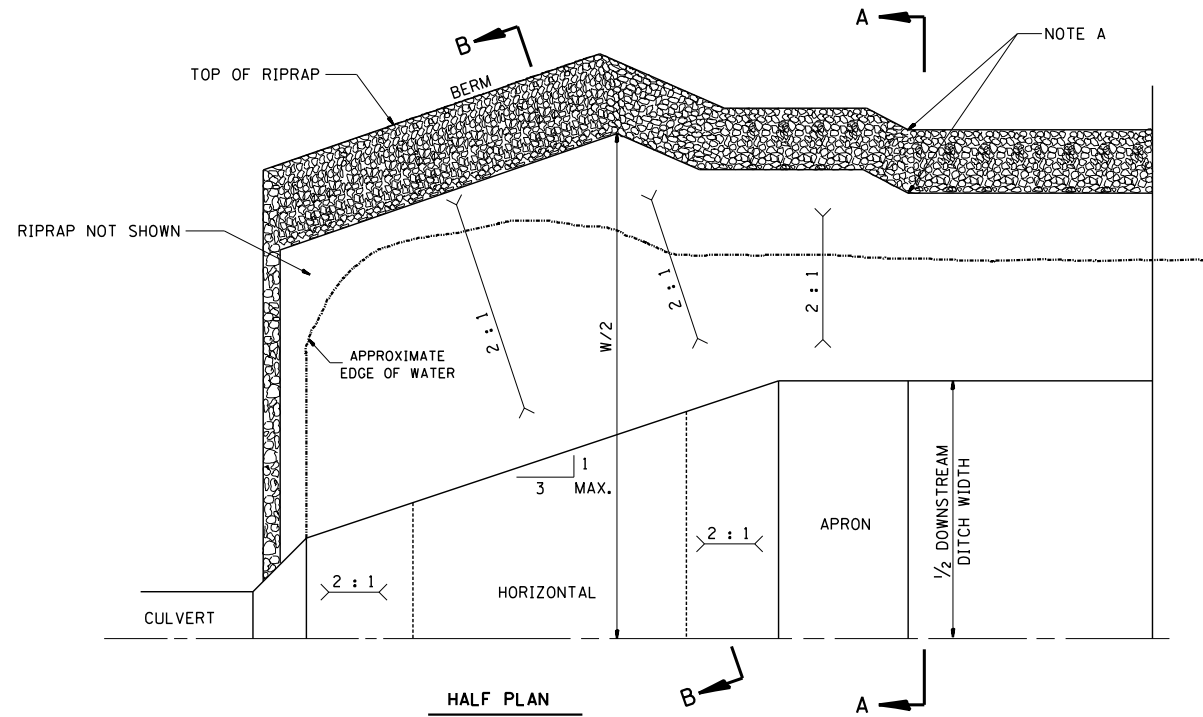 A
NOTE A
B
TOP OF RIPRAP
BERM
RIPRAP NOT SHOWN
2 : 1
2 : 1
2 : 1
W/2
APPROXIMATE
EDGE OF WATER
1
3 MAX.
1/2 DOWNSTREAM
DITCH WIDTH
2 : 1
APRON
2 : 1
HORIZONTAL
CULVERT
B
A
HALF PLAN